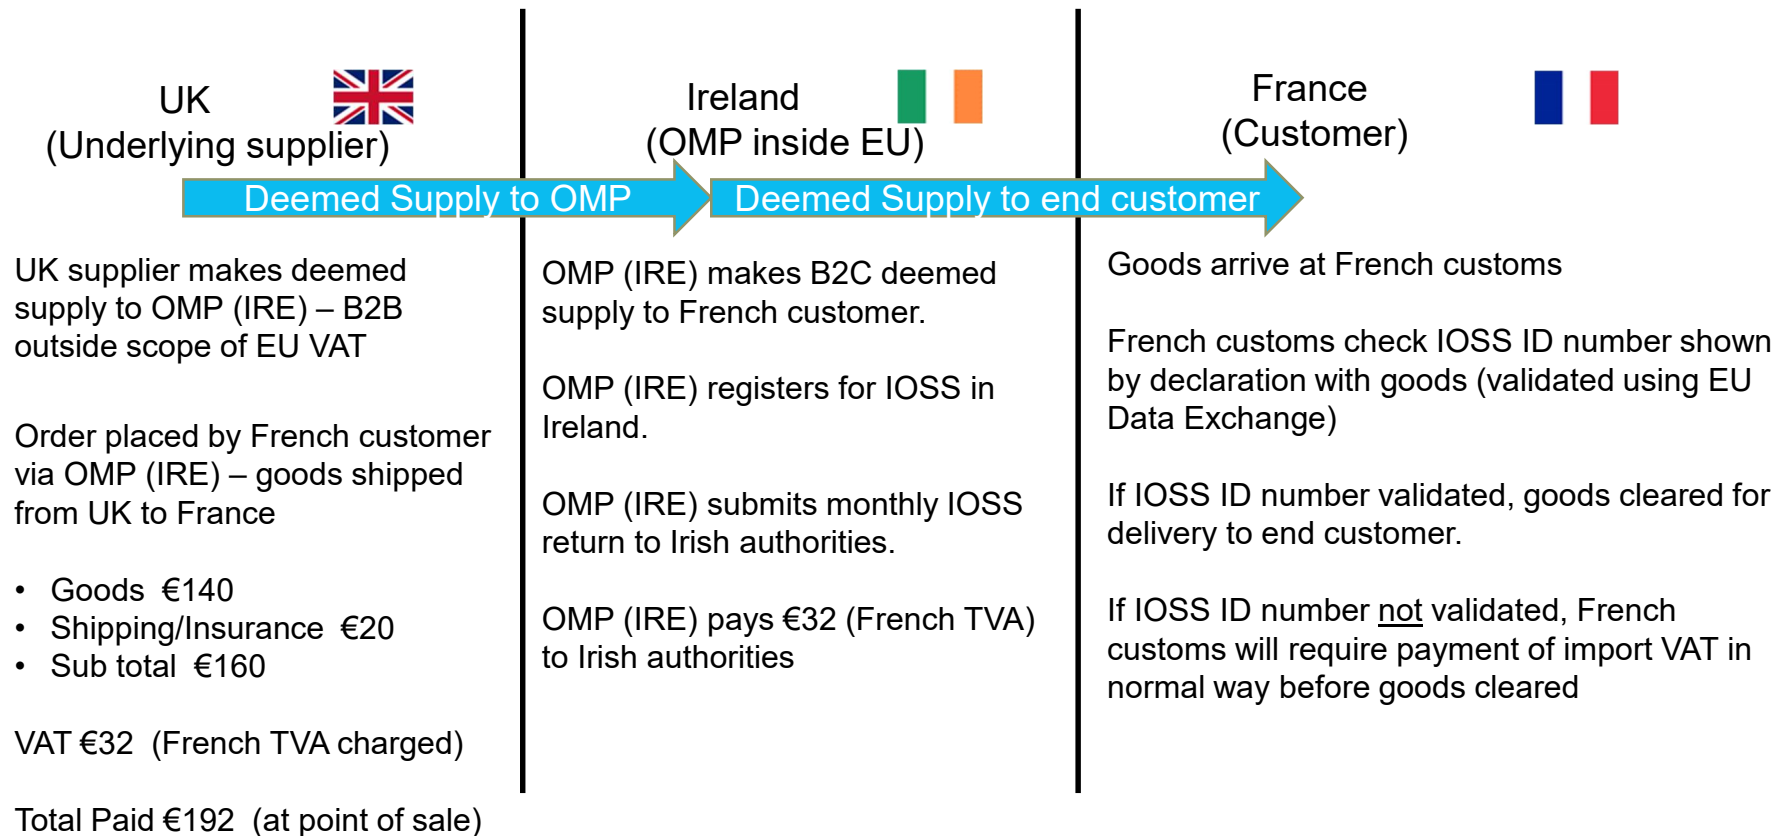 UK
(Underlying supplier)
Ireland
(OMP inside EU)
France
(Customer)
Deemed Supply to OMP
Deemed Supply to end customer
UK supplier makes deemed
supply to OMP (IRE) – B2B
outside scope of EU VAT
Order placed by French customer
via OMP (IRE) – goods shipped
from UK to France
• Goods €140
• Shipping/Insurance €20
• Sub total €160
VAT €32 (French TVA charged)
Total Paid €192 (at point of sale)
OMP (IRE) makes B2C deemed
supply to French customer.
OMP (IRE) registers for IOSS in
Ireland.
OMP (IRE) submits monthly IOSS
return to Irish authorities.
OMP (IRE) pays €32 (French TVA)
to Irish authorities
Goods arrive at French customs
French customs check IOSS ID number shown
by declaration with goods (validated using EU
Data Exchange)
If IOSS ID number validated, goods cleared for
delivery to end customer.
If IOSS ID number not validated, French
customs will require payment of import VAT in
normal way before goods cleared